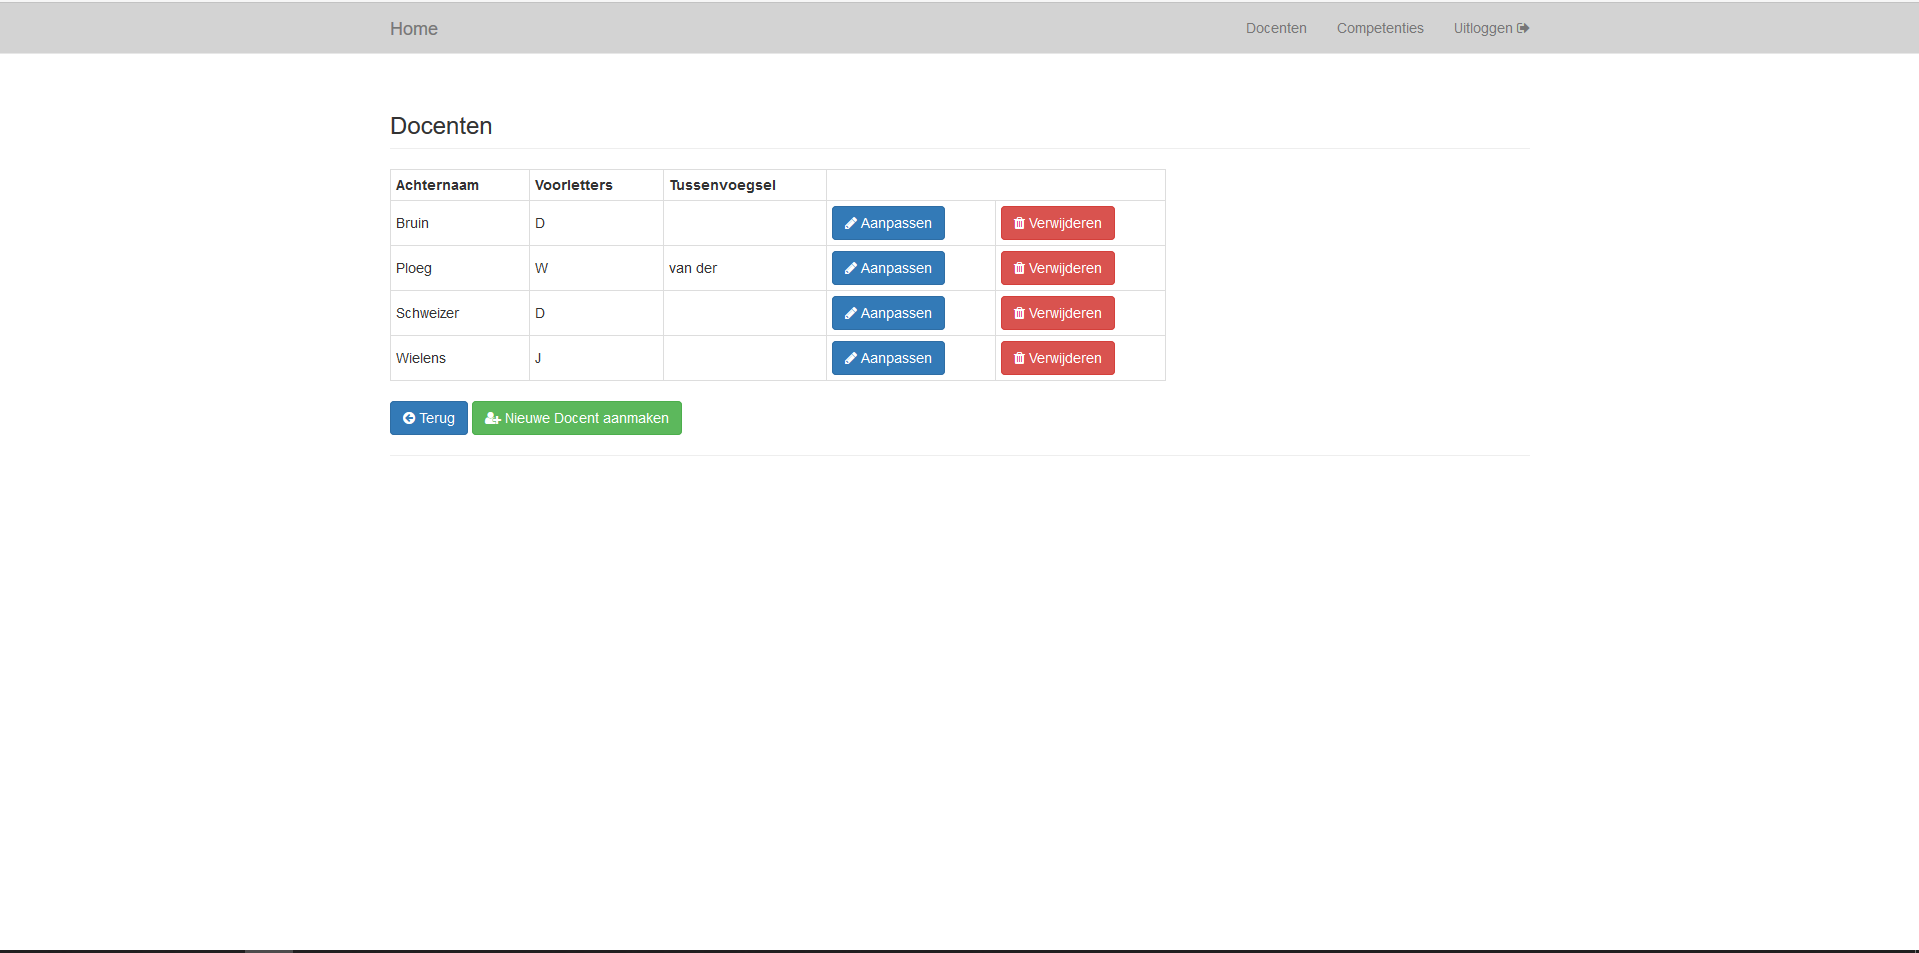 Home Docenten Competenties Uitloggen
Docenten
Achternaam Voorletters Tussenvoegsel
Bruin D Aanpassen Verwijderen
Ploeg W van der Aanpassen Verwijderen
Schweizer D Aanpassen Verwijderen
Wielens J Aanpassen Verwijderen
Terug Nieuwe Docent aanmaken